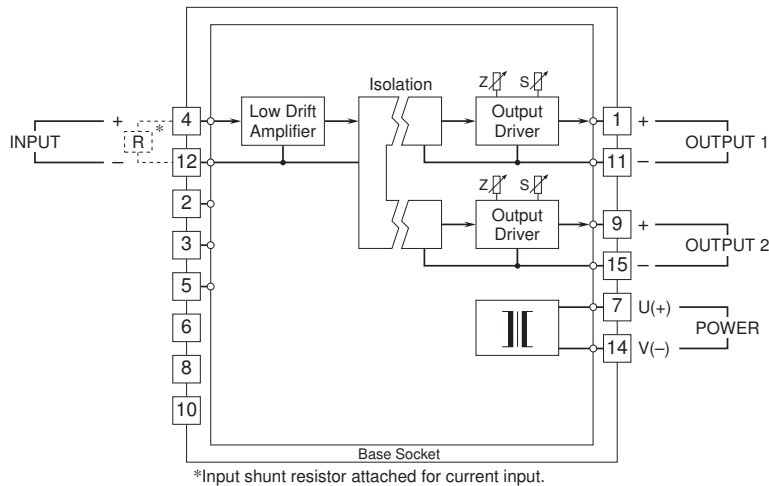 Isolation
Z S
Z S
INPUT
+
–
R
*
4
12
2
3
5
6
8
10
Low Drift
Amplifier
Output
Driver
Output
Driver
1 +
11 –
OUTPUT 1
9 +
15 –
OUTPUT 2
7 U(+)
14 V(–)
POWER
Base Socket
*Input shunt resistor attached for current input.